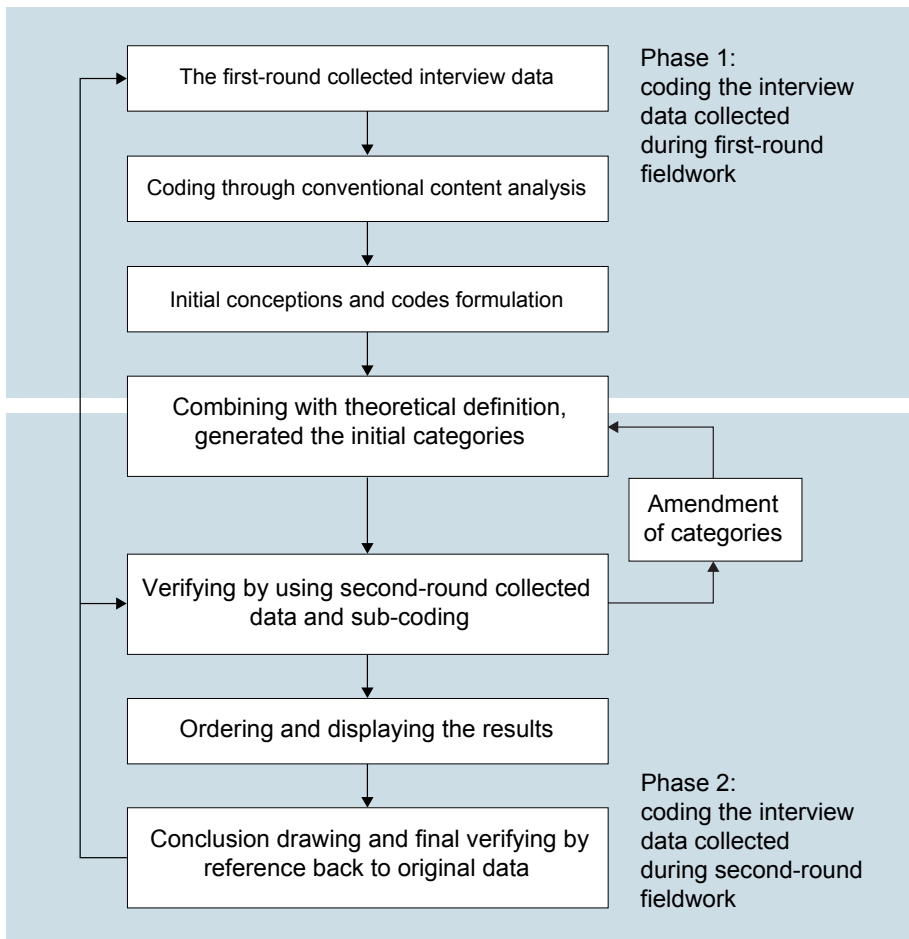 The first-round collected interview data
Phase 1:
coding the interview
data collected
during first-round
fieldwork
Coding through conventional content analysis
Initial conceptions and codes formulation
Combining with theoretical definition,
generated the initial categories
Amendment
of categories
Verifying by using second-round collected
data and sub-coding
Ordering and displaying the results
Conclusion drawing and final verifying by
reference back to original data
Phase 2:
coding the interview
data collected
during second-round
fieldwork